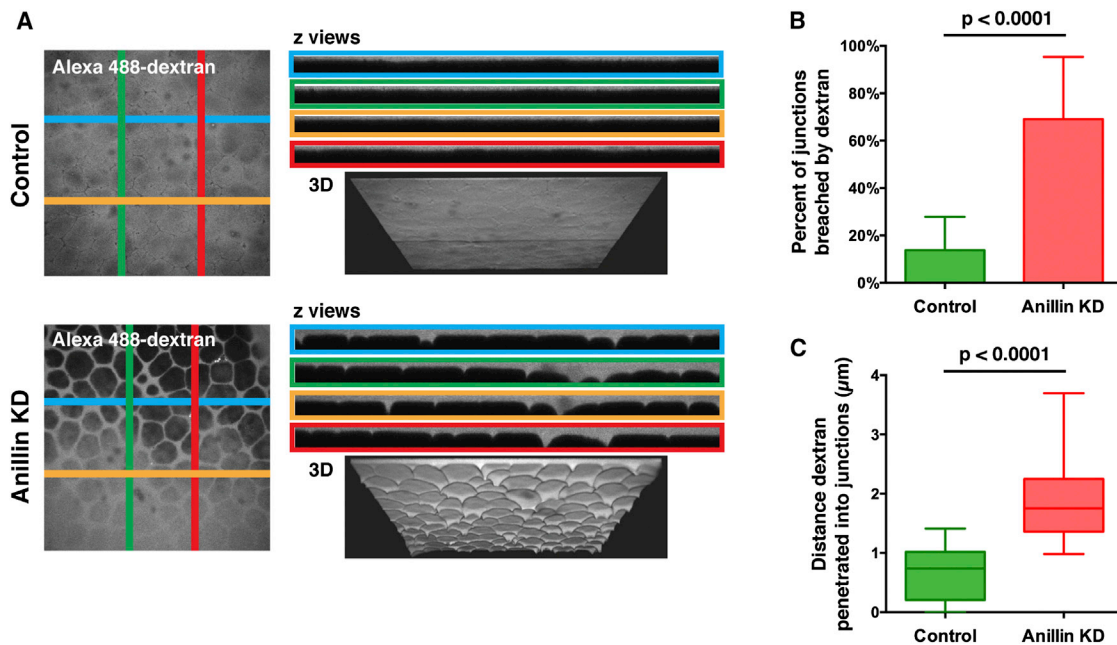 A
Control
Alexa 488-dextran
z views
3D
Anillin KD
Alexa 488-dextran
z views
3D
B
p < 0.0001
Percent of junctions
breached by dextran
100%
80%
60%
40%
20%
0%
Control
Anillin KD
C
p < 0.0001
Distance dextran
penetrated into junctions (µm)
4
3
2
1
0
Control
Anillin KD